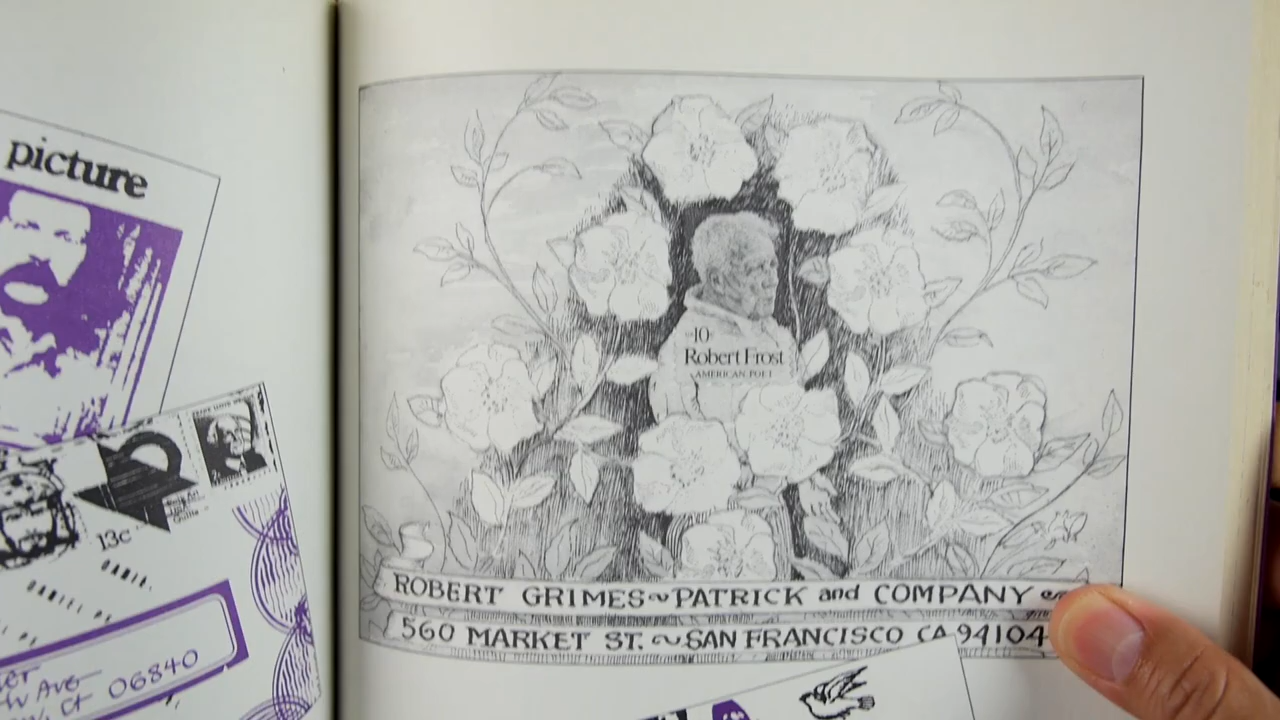 picture
13c
06840
10
Robert Frost
AMERICAN POET
ROBERT GRIMES~PATRICK and COMPANY
560 MARKET ST.~SAN FRANCISCO CA 94104